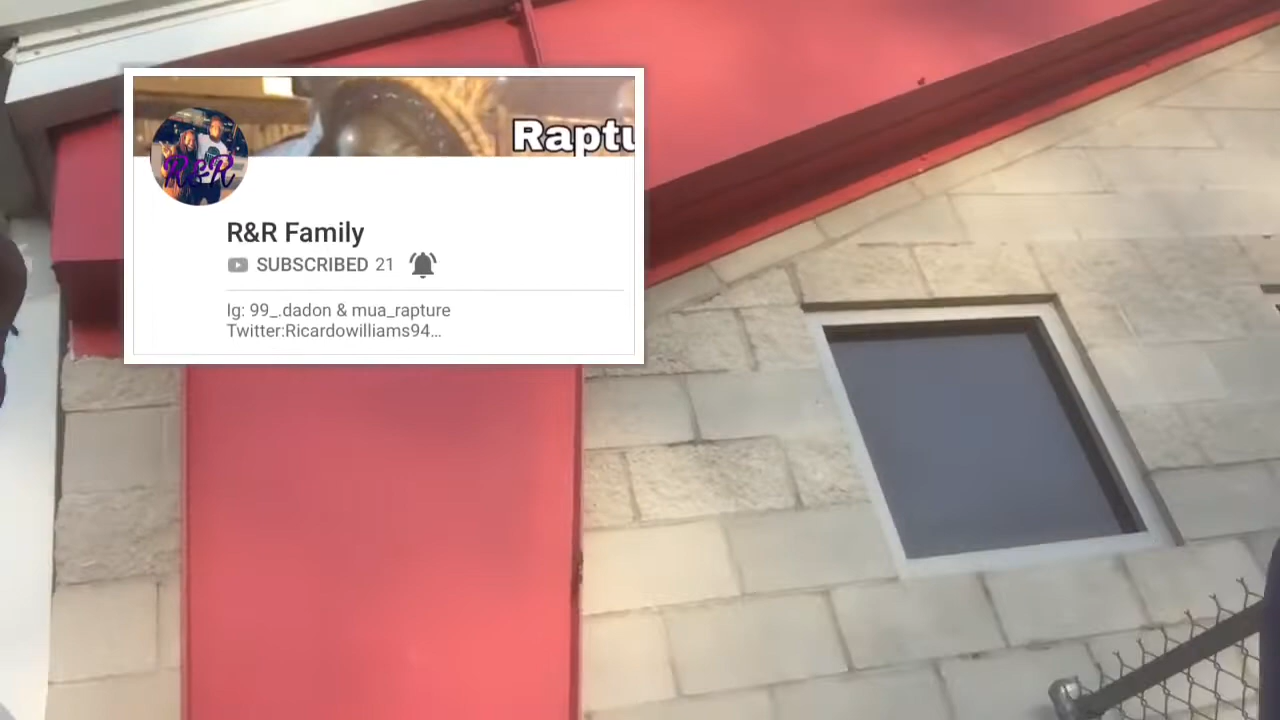 Raptu
R&R
R&R Family
SUBSCRIBED 21
Ig: 99_.dadon & mua_rapture
Twitter:Ricardowilliams94…